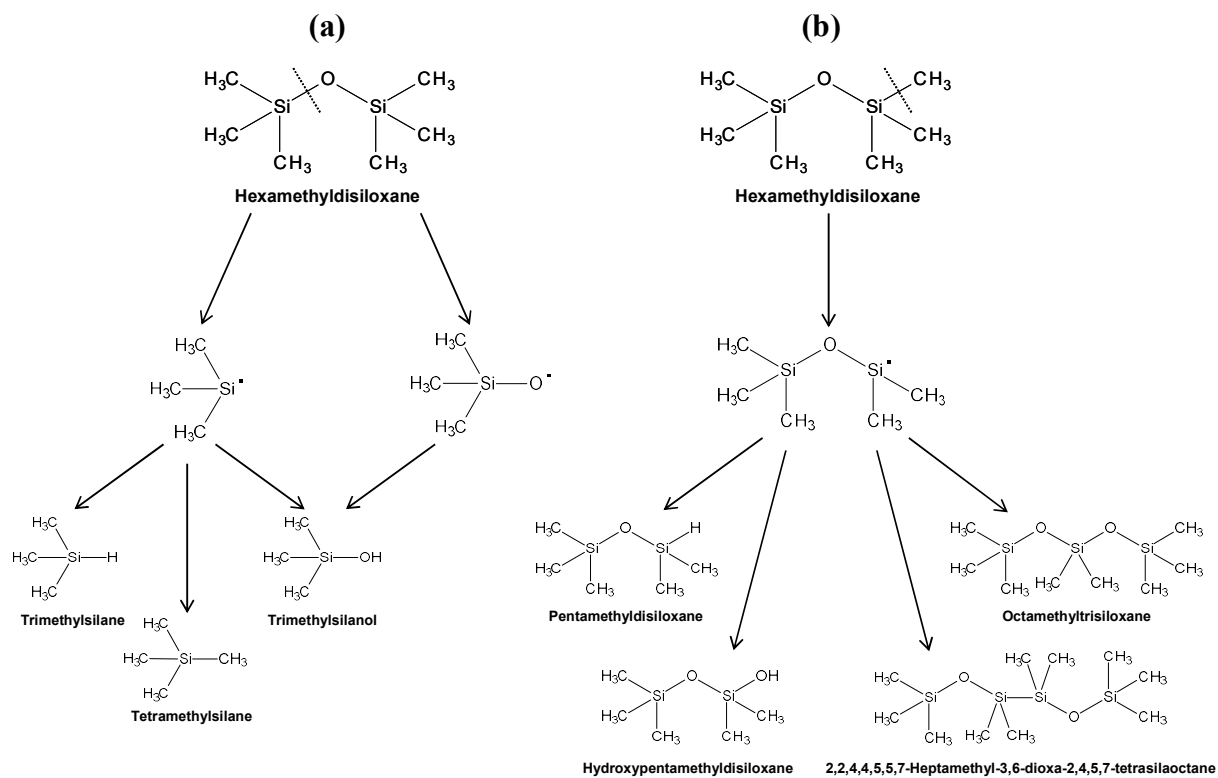 (a)
(b)
H3C O CH3
Si Si
H3C CH3
CH3 CH3
Hexamethyldisiloxane
H3C O CH3
Si Si
H3C CH3
CH3 CH3
Hexamethyldisiloxane
H3C
H3C Si
H3C
H3C
H3C Si O
H3C
H3C O
Si Si
H3C CH3
CH3 CH3
H3C
H3C Si H
H3C
Trimethylsilane
H3C
H3C Si OH
H3C
Trimethylsilanol
H3C
H3C Si CH3
H3C
Tetramethylsilane
H3C O H
Si Si
H3C CH3
CH3 CH3
Pentamethyldisiloxane
H3C O O CH3
Si Si Si
H3C H3C CH3 CH3
CH3 CH3
Octamethyltrisiloxane
H3C O OH
Si Si
H3C CH3
CH3 CH3
Hydroxypentamethyldisiloxane
H3C CH3 H3C
H3C O CH3
Si Si Si Si
H3C O CH3
CH3 H3C CH3
2,2,4,4,5,5,7-Heptamethyl-3,6-dioxa-2,4,5,7-tetrasilaoctane